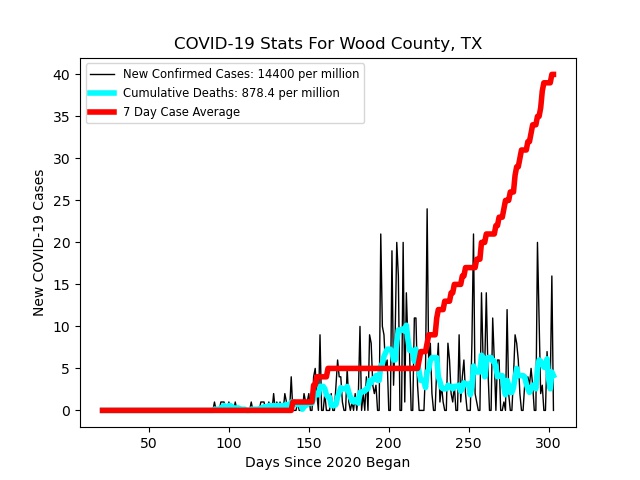 COVID-19 Stats For Wood County, TX
New Confirmed Cases: 14400 per million
Cumulative Deaths: 878.4 per million
7 Day Case Average
40
35
30
25
20
15
10
5
0
New COVID-19 Cases
50 100 150 200 250 300
Days Since 2020 Began